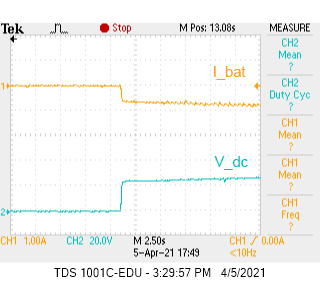 Tek Stop M Pos: 13.08s MEASURE
CH2
Mean
?
I_bat
1
CH2
Duty Cyc
?
CH1
Mean
?
V_dc
CH1
Mean
?
2
CH1
Freq
?
CH1 1.00A CH2 20.0V M 2.50s CH1 / 0.00A
5-Apr-21 17:49 <10Hz
TDS 1001C-EDU - 3:29:57 PM 4/5/2021